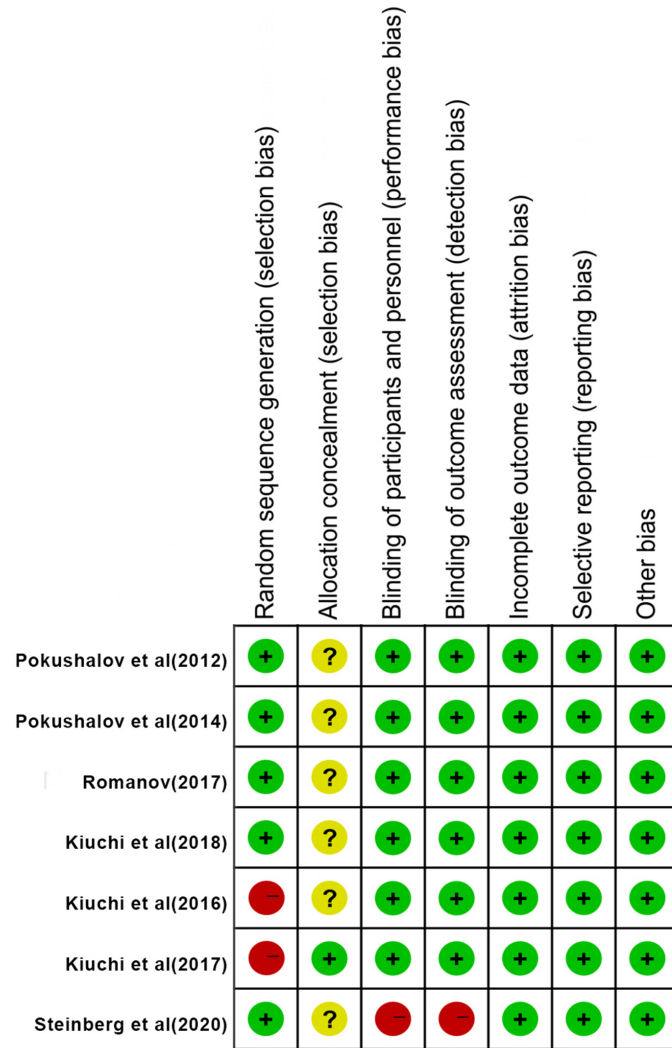 Random sequence generation (selection bias)
Allocation concealment (selection bias)
Blinding of participants and personnel (performance bias)
Blinding of outcome assessment (detection bias)
Incomplete outcome data (attrition bias)
Selective reporting (reporting bias)
Other bias
Pokushalov et al(2012) + ? + + + + +
Pokushalov et al(2014) + ? + + + + +
Romanov(2017) + ? + + + + +
Kiuchi et al(2018) + ? + + + + +
Kiuchi et al(2016) - ? + + + + +
Kiuchi et al(2017) - + + + + + +
Steinberg et al(2020) + ? - - + + +